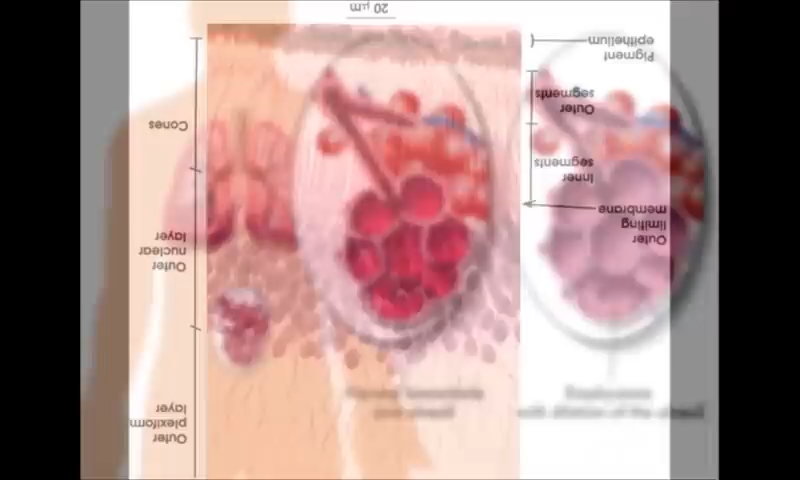 Outer
plexiform
layer
Outer
nuclear
layer
Outer
limiting
membrane
Inner
segments
Cones
Outer
segments
Pigment
epithelium
20 µm